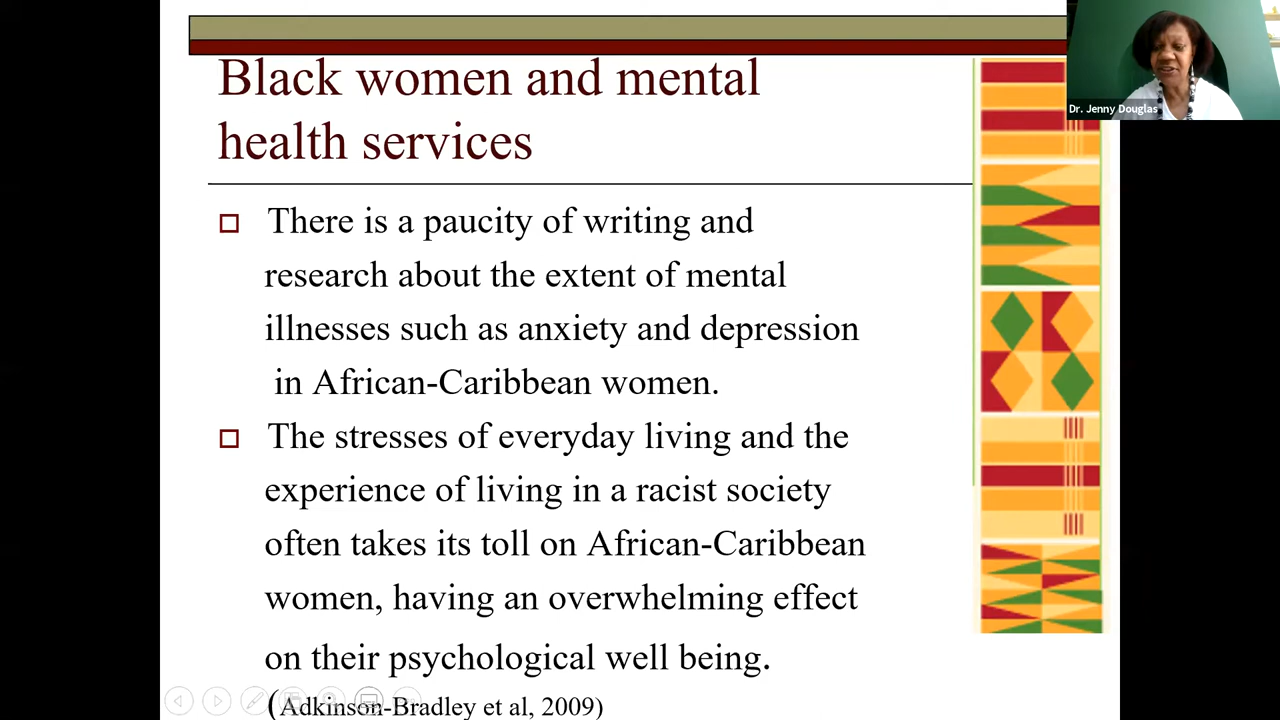 Black women and mental
health services
There is a paucity of writing and
research about the extent of mental
illnesses such as anxiety and depression
in African-Caribbean women.
The stresses of everyday living and the
experience of living in a racist society
often takes its toll on African-Caribbean
women, having an overwhelming effect
on their psychological well being.
(Adkinson-Bradley et al, 2009)
Dr. Jenny Douglas